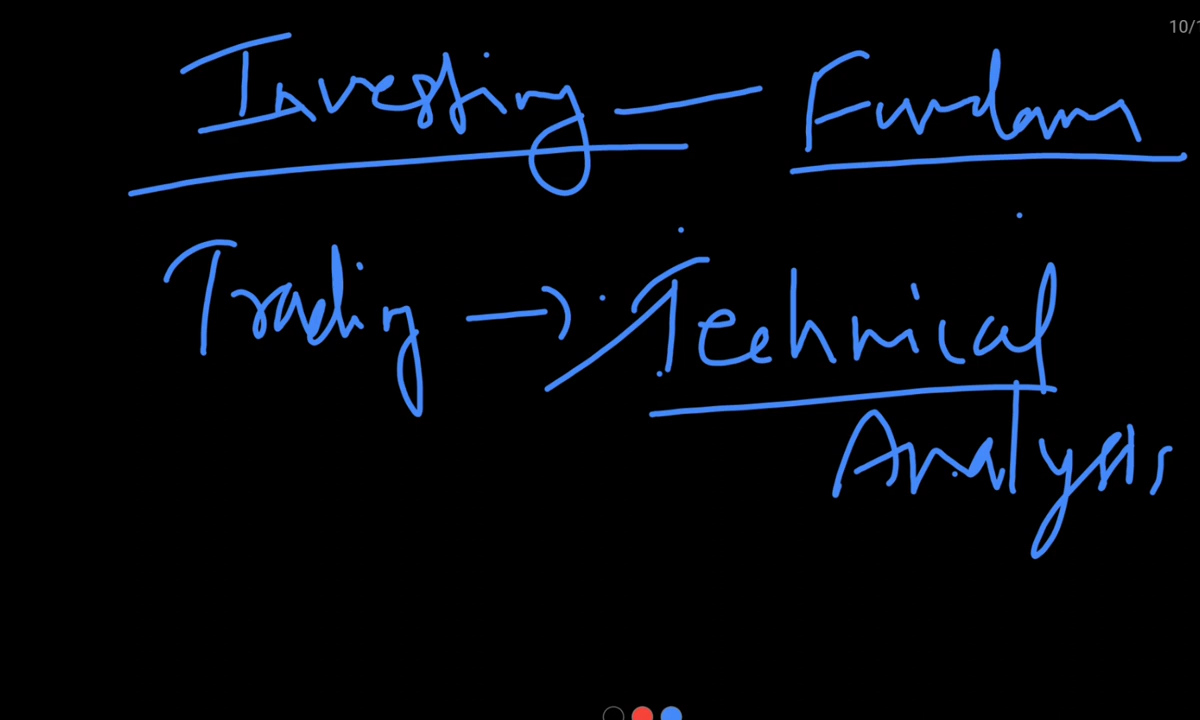 Investing — Fundam
Trading → Technical
Analysis